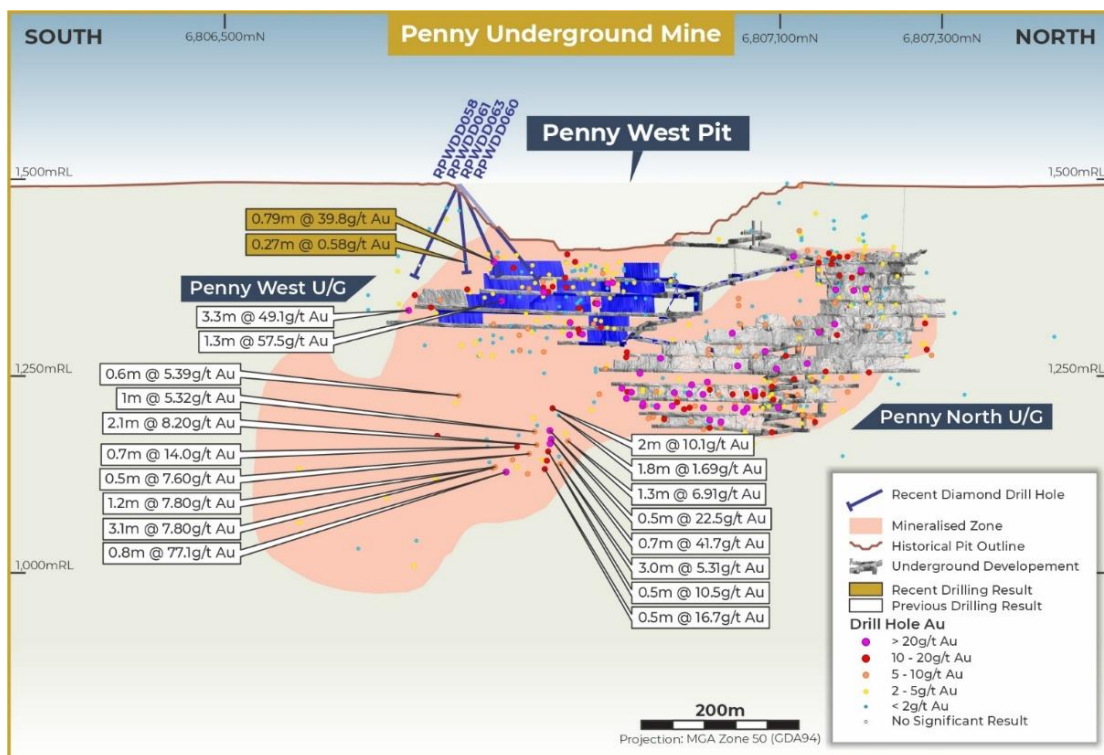 SOUTH
6,806,500mN
Penny Underground Mine
6,807,100mN
6,807,300mN
NORTH
RPWDD058
RPWDD061
RPWDD063
RPWDD060
Penny West Pit
1,500mRL
1,500mRL
0.79m @ 39.8g/t Au
0.27m @ 0.58g/t Au
Penny West U/G
3.3m @ 49.1g/t Au
1.3m @ 57.5g/t Au
1,250mRL
1,250mRL
0.6m @ 5.39g/t Au
1m @ 5.32g/t Au
2.1m @ 8.20g/t Au
0.7m @ 14.0g/t Au
0.5m @ 7.60g/t Au
1.2m @ 7.80g/t Au
3.1m @ 7.80g/t Au
0.8m @ 77.1g/t Au
Penny North U/G
2m @ 10.1g/t Au
1.8m @ 1.69g/t Au
1.3m @ 6.91g/t Au
0.5m @ 22.5g/t Au
0.7m @ 41.7g/t Au
3.0m @ 5.31g/t Au
0.5m @ 10.5g/t Au
0.5m @ 16.7g/t Au
1,000mRL
Recent Diamond Drill Hole
Mineralised Zone
Historical Pit Outline
Underground Developement
Recent Drilling Result
Previous Drilling Result
Drill Hole Au
> 20g/t Au
10 - 20g/t Au
5 - 10g/t Au
2 - 5g/t Au
< 2g/t Au
No Significant Result
200m
Projection: MGA Zone 50 (GDA94)